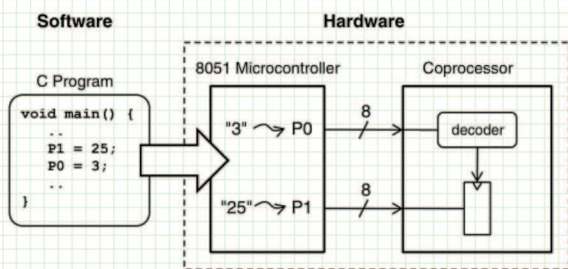 Software
Hardware
C Program
void main() {
..
P1 = 25;
P0 = 3;
..
}
8051 Microcontroller
Coprocessor
"3" P0
8
decoder
"25" P1
8